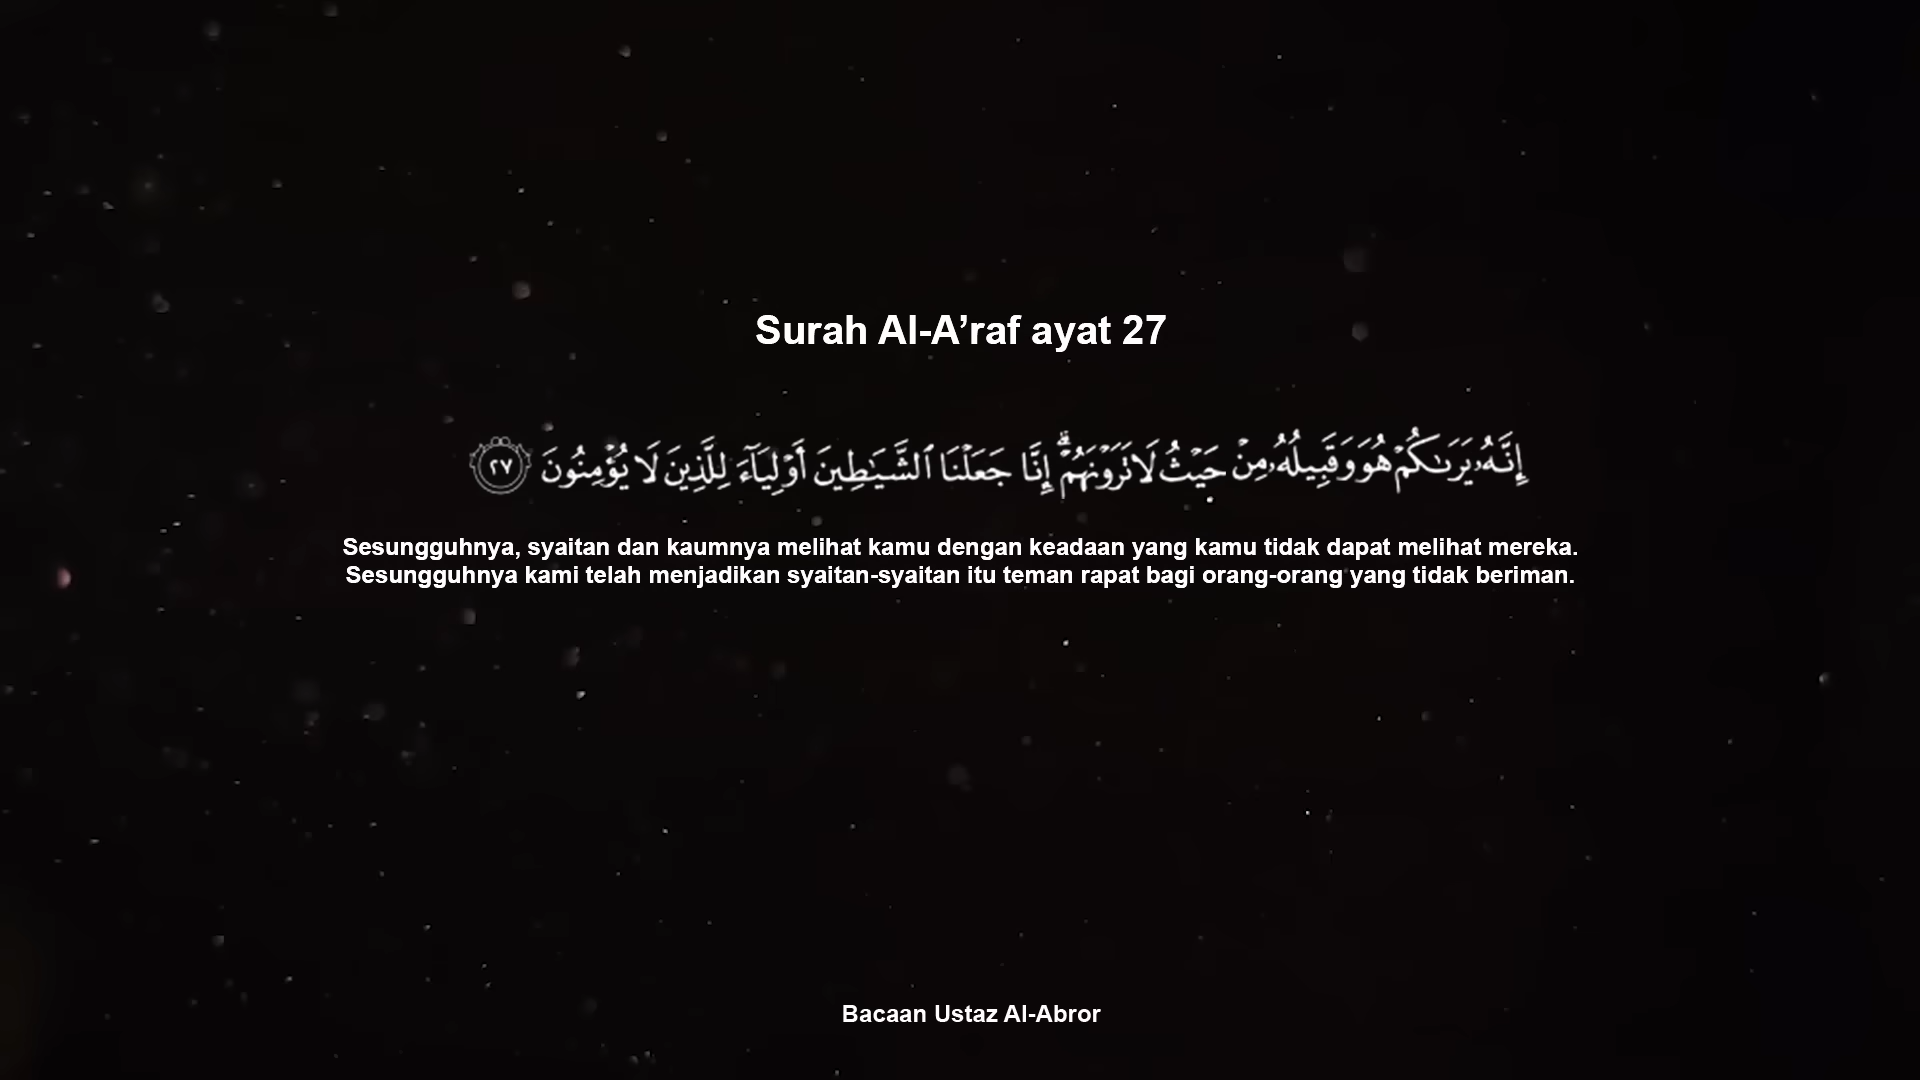 Surah Al-A’raf ayat 27
إِنَّهُۥ يَرَىٰكُمْ هُوَ وَقَبِيلُهُۥ مِنْ حَيْثُ لَا تَرَوْنَهُمْ ۗ إِنَّا جَعَلْنَا ٱلشَّيَٰطِينَ أَوْلِيَآءَ لِلَّذِينَ لَا يُؤْمِنُونَ ٢٧
Sesungguhnya, syaitan dan kaumnya melihat kamu dengan keadaan yang kamu tidak dapat melihat mereka.
Sesungguhnya kami telah menjadikan syaitan-syaitan itu teman rapat bagi orang-orang yang tidak beriman.
Bacaan Ustaz Al-Abror